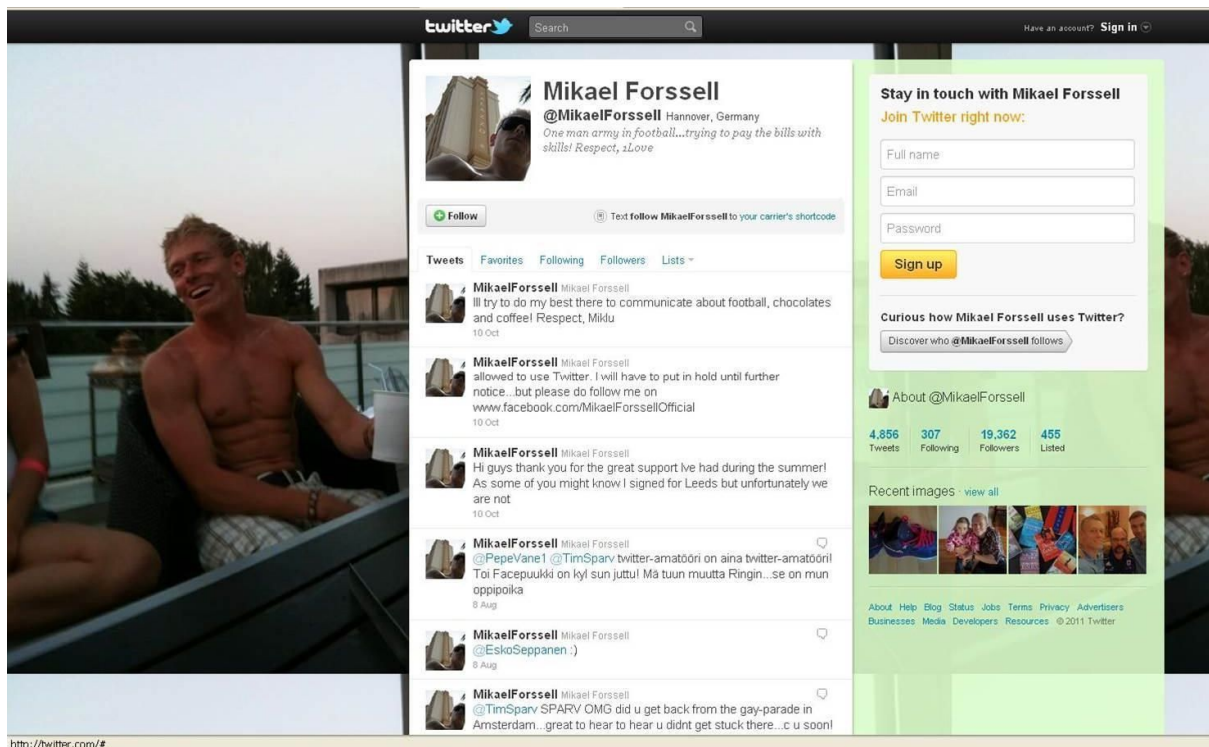 twitter
Search
Have an account? Sign in
Mikael Forssell
@MikaelForssell Hannover, Germany
One man army in football...trying to pay the bills with
skills! Respect, 1Love
Follow
Text follow MikaelForssell to your carrier's shortcode
Tweets Favorites Following Followers Lists
MikaelForssell Mikael Forssell
Ill try to do my best there to communicate about football, chocolates
and coffee! Respect, Miklu
10 Oct
MikaelForssell Mikael Forssell
allowed to use Twitter. I will have to put in hold until further
notice...but please do follow me on
www.facebook.com/MikaelForssellOfficial
10 Oct
MikaelForssell Mikael Forssell
Hi guys thank you for the great support Ive had during the summer!
As some of you might know I signed for Leeds but unfortunately we
are not
10 Oct
MikaelForssell Mikael Forssell
@PepeVane1 @TimSparv twitter-amatööri on aina twitter-amatööri!
Toi Facepuukki on kyl sun juttu! Mä tuun muutta Ringin...se on mun
oppipoika
8 Aug
MikaelForssell Mikael Forssell
@EskoSeppanen :)
8 Aug
MikaelForssell Mikael Forssell
@TimSparv SPARV OMG did u get back from the gay-parade in
Amsterdam...great to hear to hear u didnt get stuck there...c u soon!
Stay in touch with Mikael Forssell
Join Twitter right now:
Full name
Email
Password
Sign up
Curious how Mikael Forssell uses Twitter?
Discover who @MikaelForssell follows
About @MikaelForssell
4,856 307 19,362 455
Tweets Following Followers Listed
Recent images · view all
About Help Blog Status Jobs Terms Privacy Advertisers
Businesses Media Developers Resources © 2011 Twitter
http://twitter.com/#